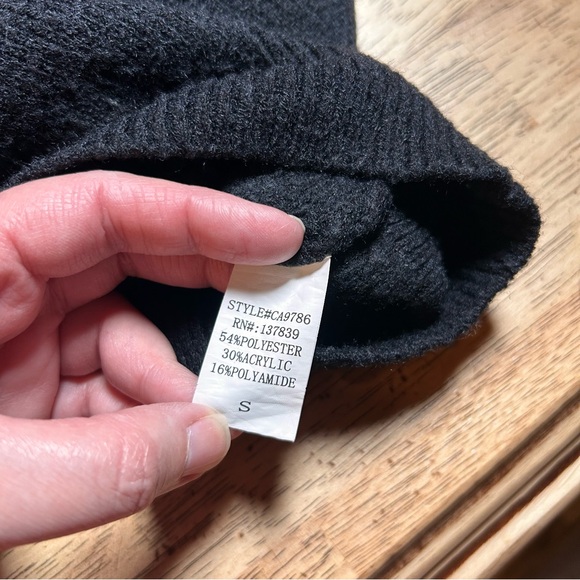 STYLE#CA9786
RN#:137839
54%POLYESTER
30%ACRYLIC
16%POLYAMIDE
S